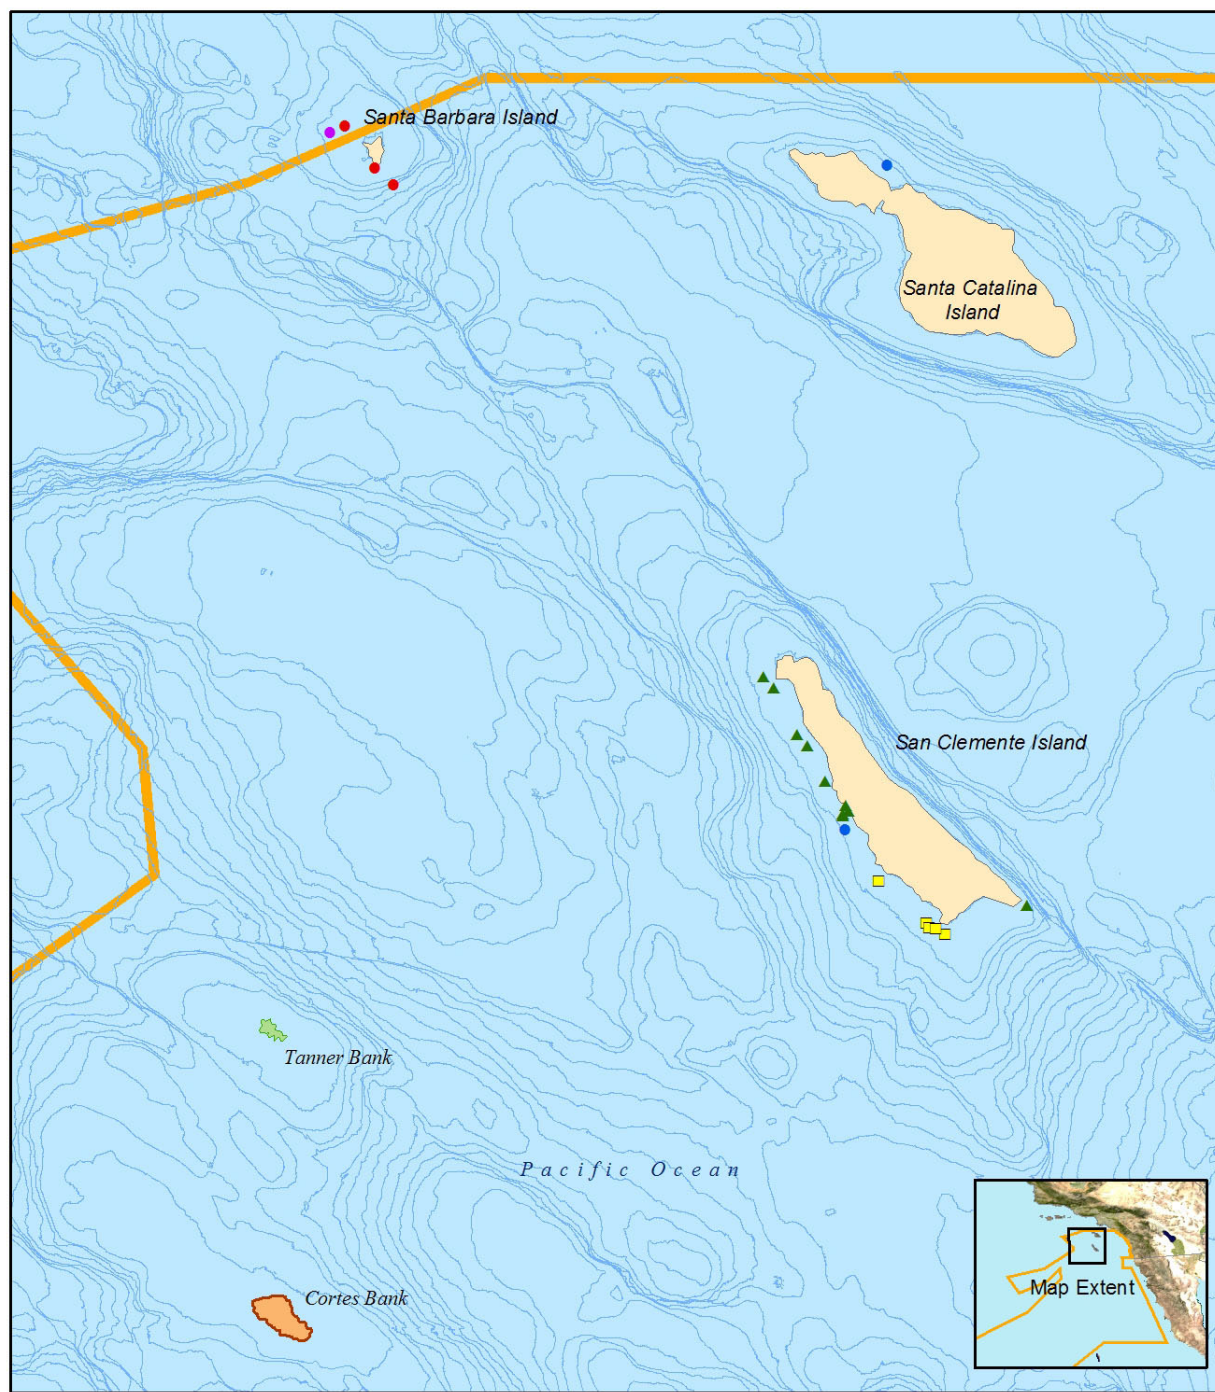 Santa Barbara Island
Santa Catalina
Island
San Clemente Island
Tanner Bank
Pacific Ocean
Cortes Bank
Map Extent